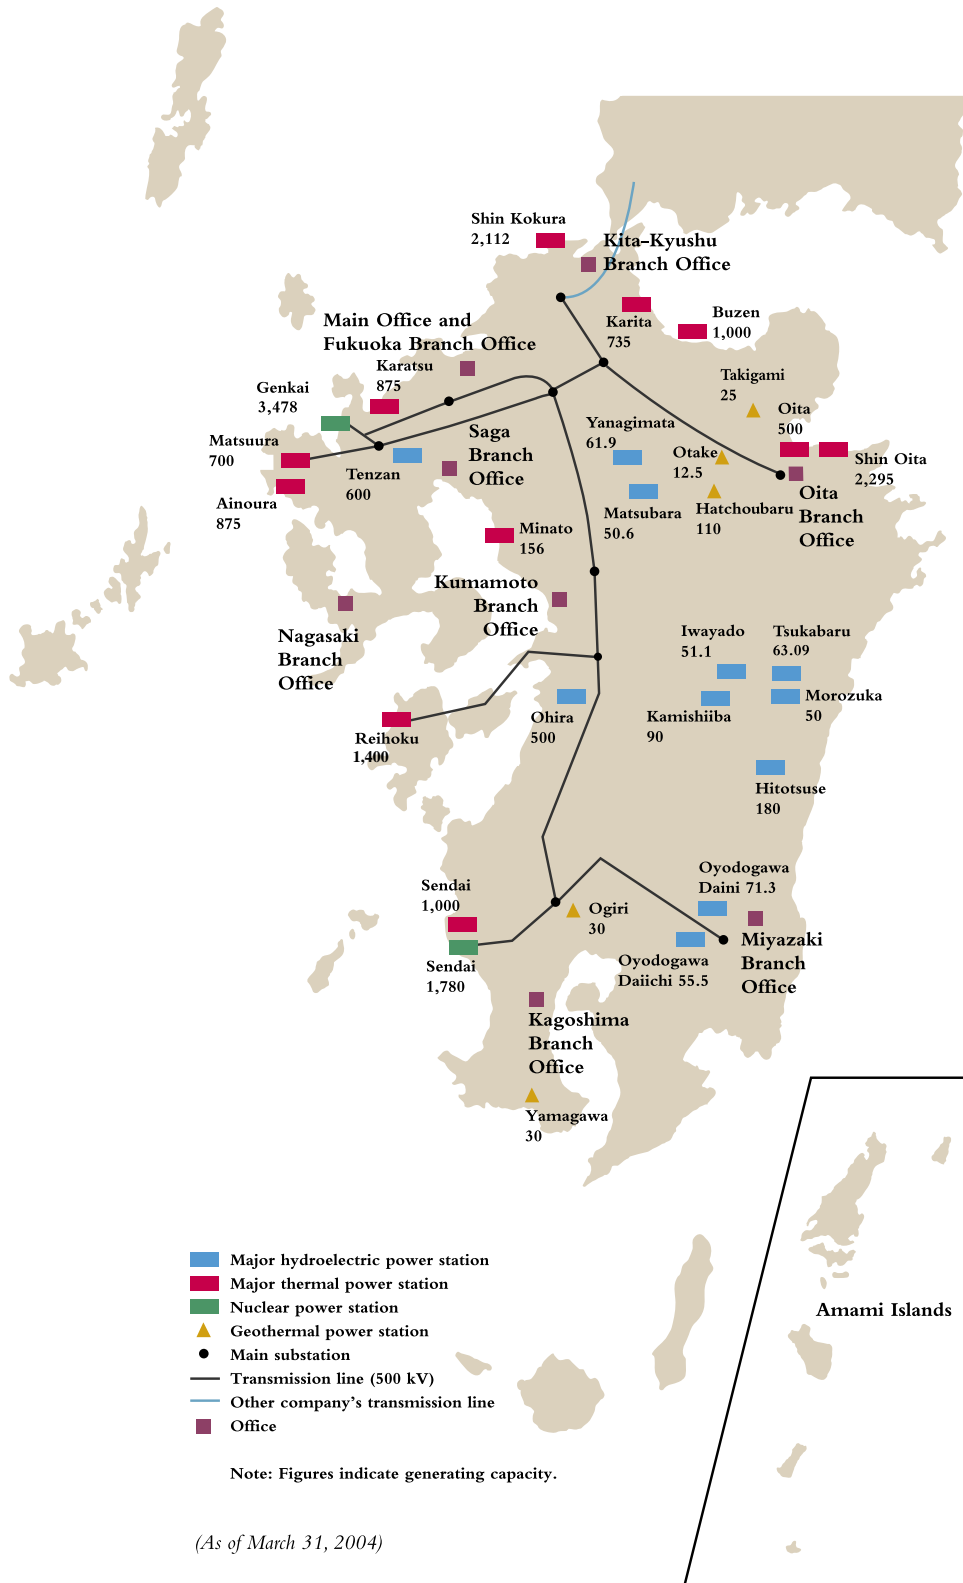 Shin Kokura
2,112
Kita-Kyushu
Branch Office
Karita
735
Buzen
1,000
Main Office and
Fukuoka Branch Office
Karatsu
875
Genkai
3,478
Takigami
25
Oita
500
Matsuura
700
Yanagimata
61.9
Saga
Branch
Office
Otake
12.5
Shin Oita
2,295
Tenzan
600
Ainoura
875
Matsubara
50.6
Hatchoubaru
110
Oita
Branch
Office
Minato
156
Kumamoto
Branch
Office
Nagasaki
Branch
Office
Iwayado
51.1
Tsukabaru
63.09
Morozuka
50
Kamishiiba
90
Ohira
500
Reihoku
1,400
Hitotsuse
180
Oyodogawa
Daini 71.3
Sendai
1,000
Ogiri
30
Sendai
1,780
Oyodogawa
Daiichi 55.5
Miyazaki
Branch
Office
Kagoshima
Branch
Office
Yamagawa
30
Amami Islands
Major hydroelectric power station
Major thermal power station
Nuclear power station
Geothermal power station
Main substation
Transmission line (500 kV)
Other company's transmission line
Office
Note: Figures indicate generating capacity.
(As of March 31, 2004)